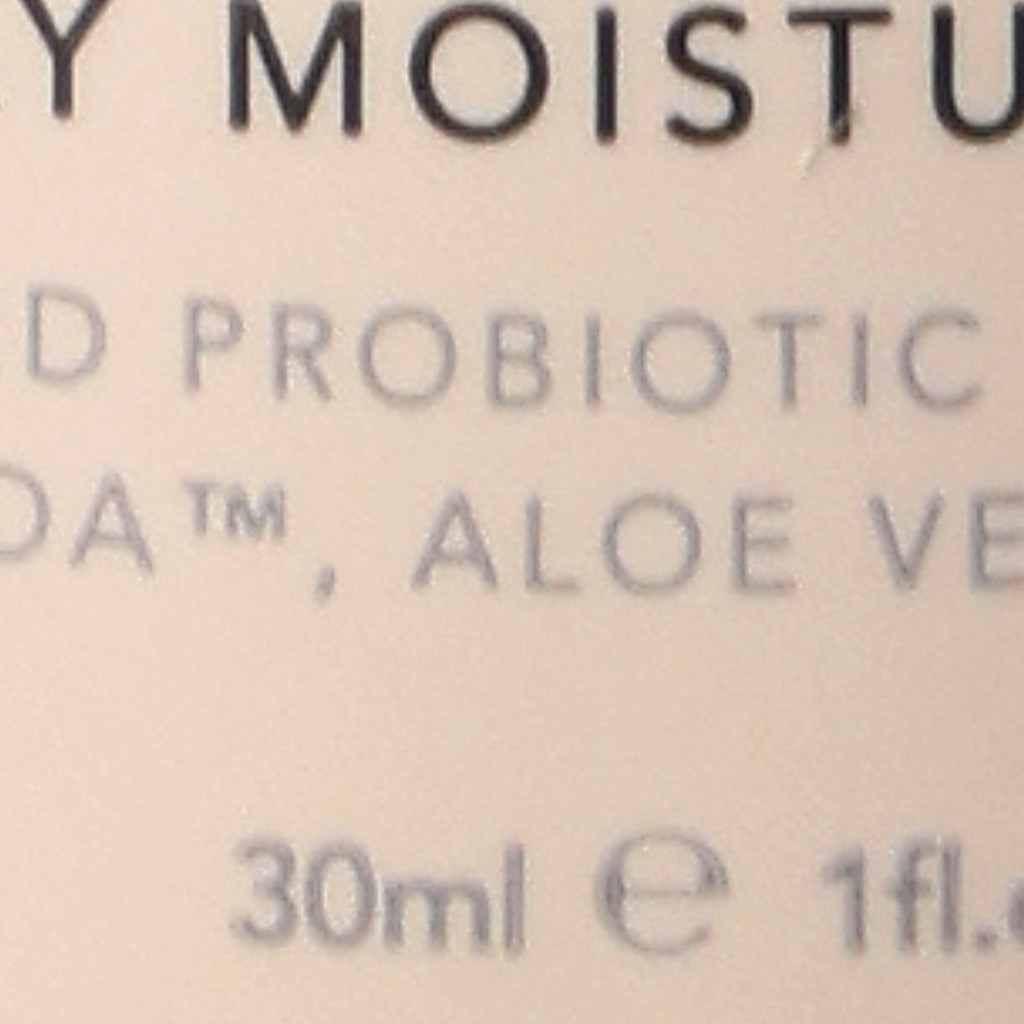 Y MOISTU
D PROBIOTIC
DA™, ALOE VE
30ml ℮ 1fl.